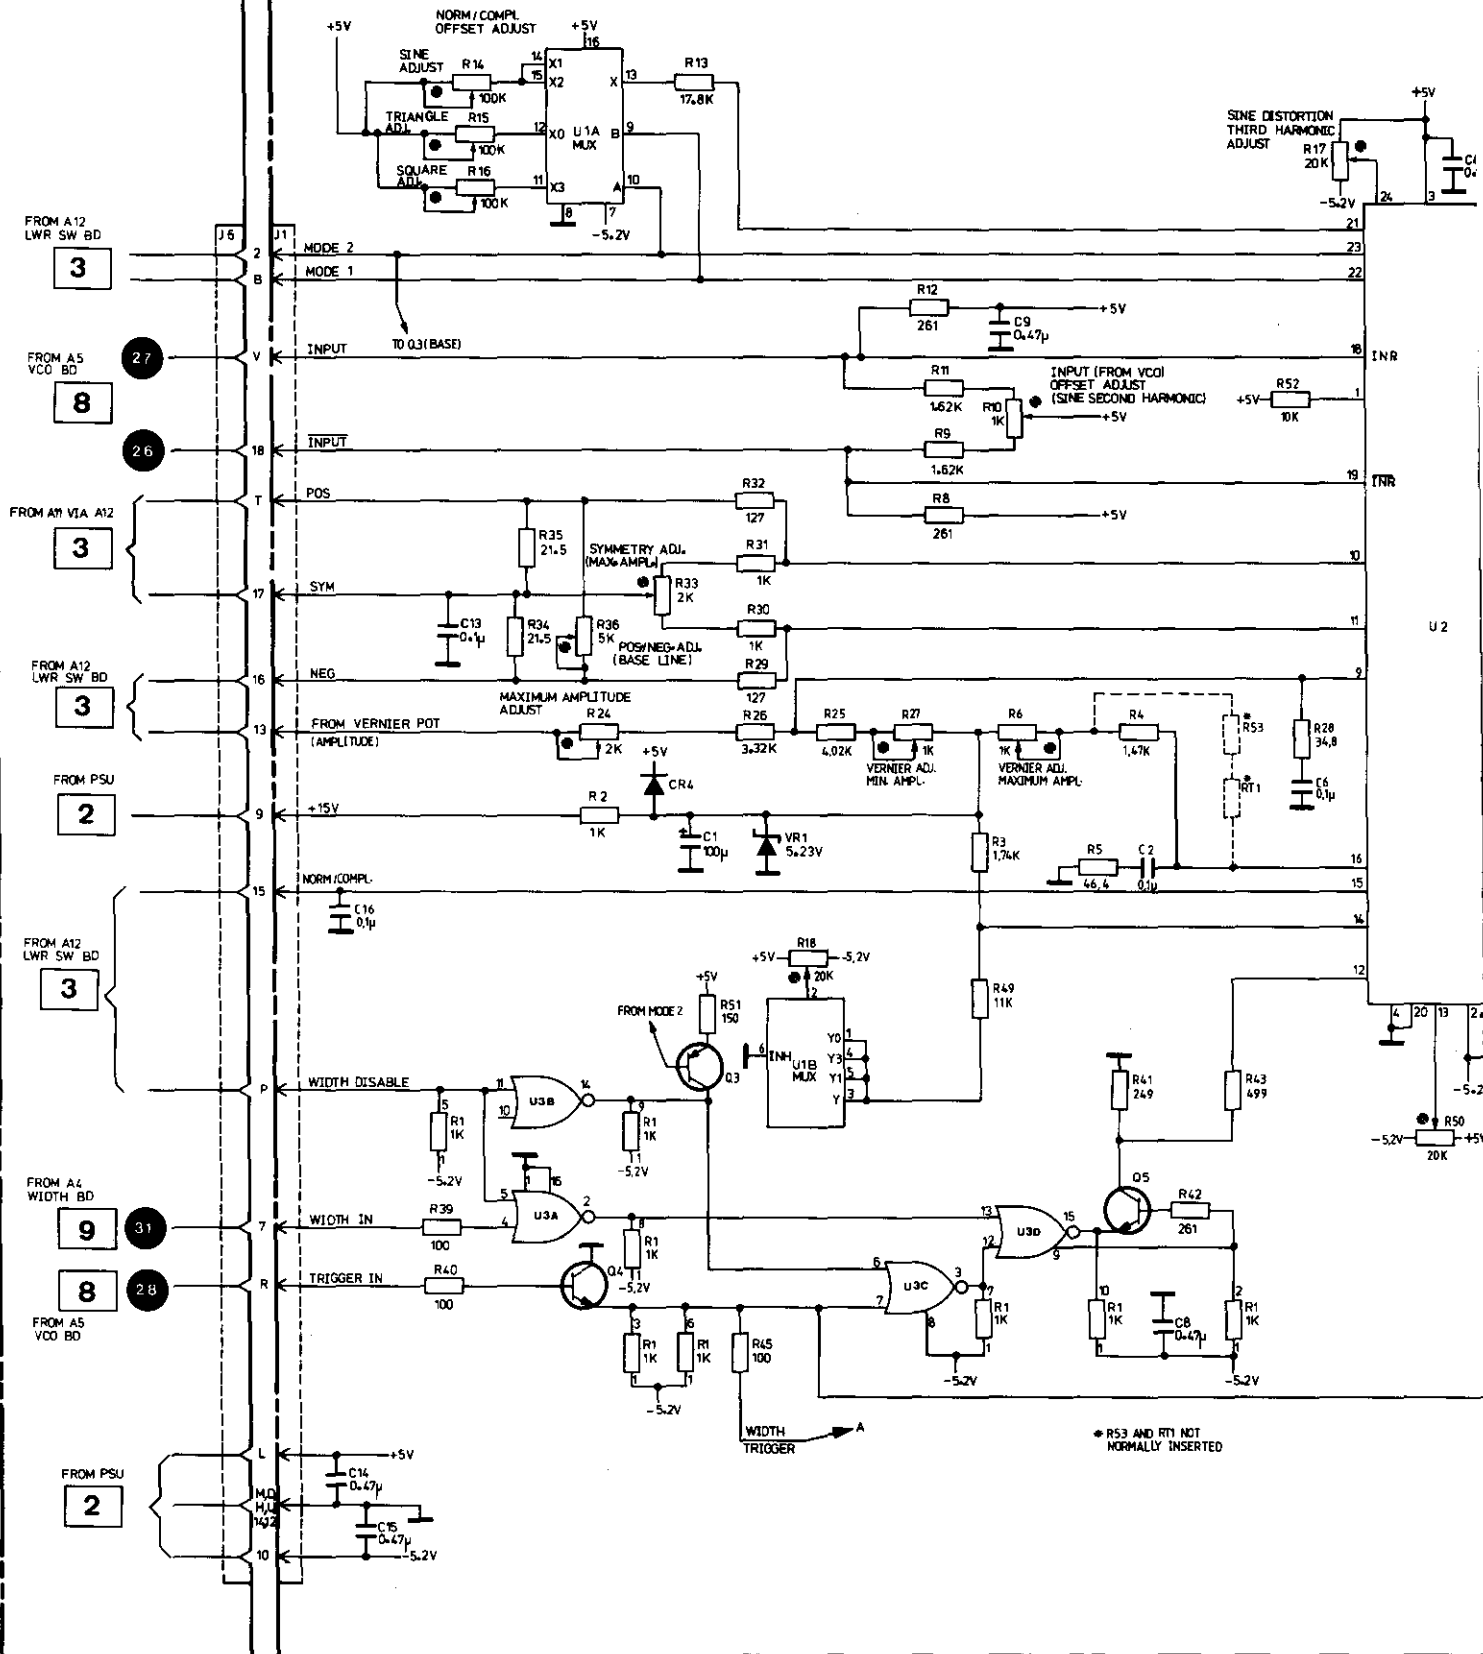 NORM/COMPL
OFFSET ADJUST
+5V
+5V
16
SINE
ADJUST
R14
100K
14
15
X1
X2
X
13
R13
17.8K
TRIANGLE
ADJ.
R15
100K
12
X0
U1A
MUX
B
9
SQUARE
ADJ.
R16
100K
11
X3
A
10
8
7
-5.2V
+5V
SINE DISTORTION
THIRD HARMONIC
ADJUST
R17
20K
-5.2V
24
3
21
23
22
FROM A12
LWR SW BD
3
J6
J1
2
MODE 2
B
MODE 1
TO Q3(BASE)
R12
261
+5V
C9
0.47µ
FROM A5
VCO BD
27
V
INPUT
18
INR
8
R11
1.62K
R10
1K
INPUT (FROM VCO)
OFFSET ADJUST
(SINE SECOND HARMONIC)
+5V
+5V
R52
10K
1
26
18
INPUT
R9
1.62K
19
INR
R8
261
+5V
FROM A11 VIA A12
3
T
POS
R32
127
R35
21.5
SYMMETRY ADJ.
(MAX. AMPL.)
R31
1K
10
R33
2K
17
SYM
C13
0.1µ
R34
21.5
R36
5K
POS/NEG ADJ.
(BASE LINE)
R30
1K
11
U2
R29
127
FROM A12
LWR SW BD
3
16
NEG
9
MAXIMUM AMPLITUDE
ADJUST
13
FROM VERNIER POT
(AMPLITUDE)
R24
2K
R26
3.32K
R25
4.02K
R27
1K
VERNIER ADJ.
MIN. AMPL.
R6
1K
VERNIER ADJ.
MAXIMUM AMPL.
R4
1,47K
*
R53
*
RT1
R28
34,8
C6
0,1µ
FROM PSU
2
9
+15V
+5V
CR4
R2
1K
C1
100µ
VR1
5.23V
R3
1,74K
R5
46,4
C2
0,1µ
16
15
NORM/COMPL.
C16
0,1µ
15
14
FROM A12
LWR SW BD
3
+5V
R18
20K
-5,2V
2
R49
11K
12
FROM MODE 2
+5V
R51
150
Q3
6
INH
U1B
MUX
Y0
1
Y3
4
Y1
5
Y
3
4
20
13
R50
20K
-5,2V
P
WIDTH DISABLE
5
R1
1K
1
-5.2V
11
10
U3B
14
9
R1
1K
1
-5,2V
R41
249
R43
499
FROM A4
WIDTH BD
9
31
7
WIDTH IN
R39
100
1
16
5
4
U3A
2
8
R1
1K
1
-5,2V
13
12
U3D
15
9
Q5
R42
261
8
28
FROM A5
VCO BD
R
TRIGGER IN
R40
100
Q4
6
7
U3C
3
8
7
R1
1K
1
-5.2V
10
R1
1K
1
C8
0.47µ
2
R1
1K
1
-5.2V
3
R1
1K
1
6
R1
1K
1
-5.2V
R45
100
WIDTH
TRIGGER
A
* R53 AND RT1 NOT
NORMALLY INSERTED
FROM PSU
2
L
+5V
C14
0.47µ
C15
0.47µ
10
-5.2V